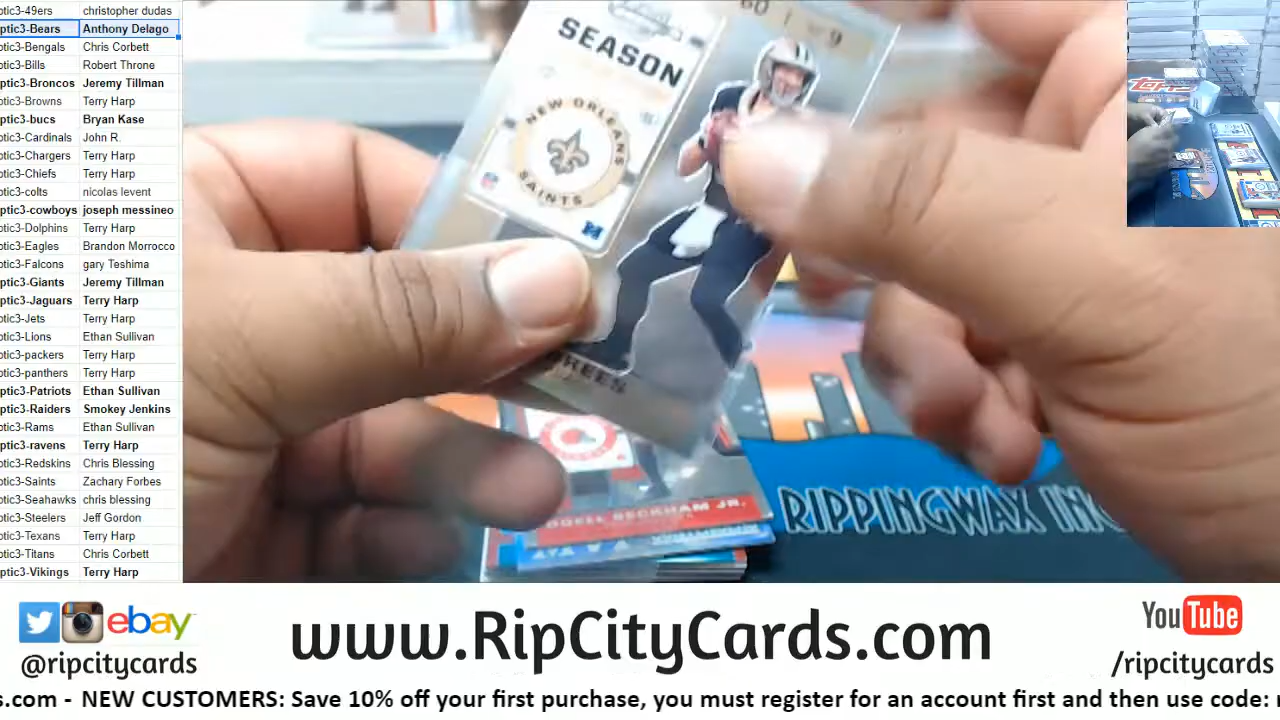 ptic3-49ers christopher dudas
ptic3-Bears Anthony Delago
ptic3-Bengals Chris Corbett
ptic3-Bills Robert Throne
ptic3-Broncos Jeremy Tillman
ptic3-Browns Terry Harp
ptic3-bucs Bryan Kase
ptic3-Cardinals John R.
ptic3-Chargers Terry Harp
ptic3-Chiefs Terry Harp
ptic3-colts nicolas levent
ptic3-cowboys joseph messineo
ptic3-Dolphins Terry Harp
ptic3-Eagles Brandon Morrocco
ptic3-Falcons gary Teshima
ptic3-Giants Jeremy Tillman
ptic3-Jaguars Terry Harp
ptic3-Jets Terry Harp
ptic3-Lions Ethan Sullivan
ptic3-packers Terry Harp
ptic3-panthers Terry Harp
ptic3-Patriots Ethan Sullivan
ptic3-Raiders Smokey Jenkins
ptic3-Rams Ethan Sullivan
ptic3-ravens Terry Harp
ptic3-Redskins Chris Blessing
ptic3-Saints Zachary Forbes
ptic3-Seahawks chris blessing
ptic3-Steelers Jeff Gordon
ptic3-Texans Terry Harp
ptic3-Titans Chris Corbett
ptic3-Vikings Terry Harp
SEASON
NEW ORLEANS
SAINTS
BREES
BECKHAM JR.
RIPPINGWAX INC
Topps
ebay
@ripcitycards
www.RipCityCards.com
YouTube
/ripcitycards
s.com - NEW CUSTOMERS: Save 10% off your first purchase, you must register for an account first and then use code: